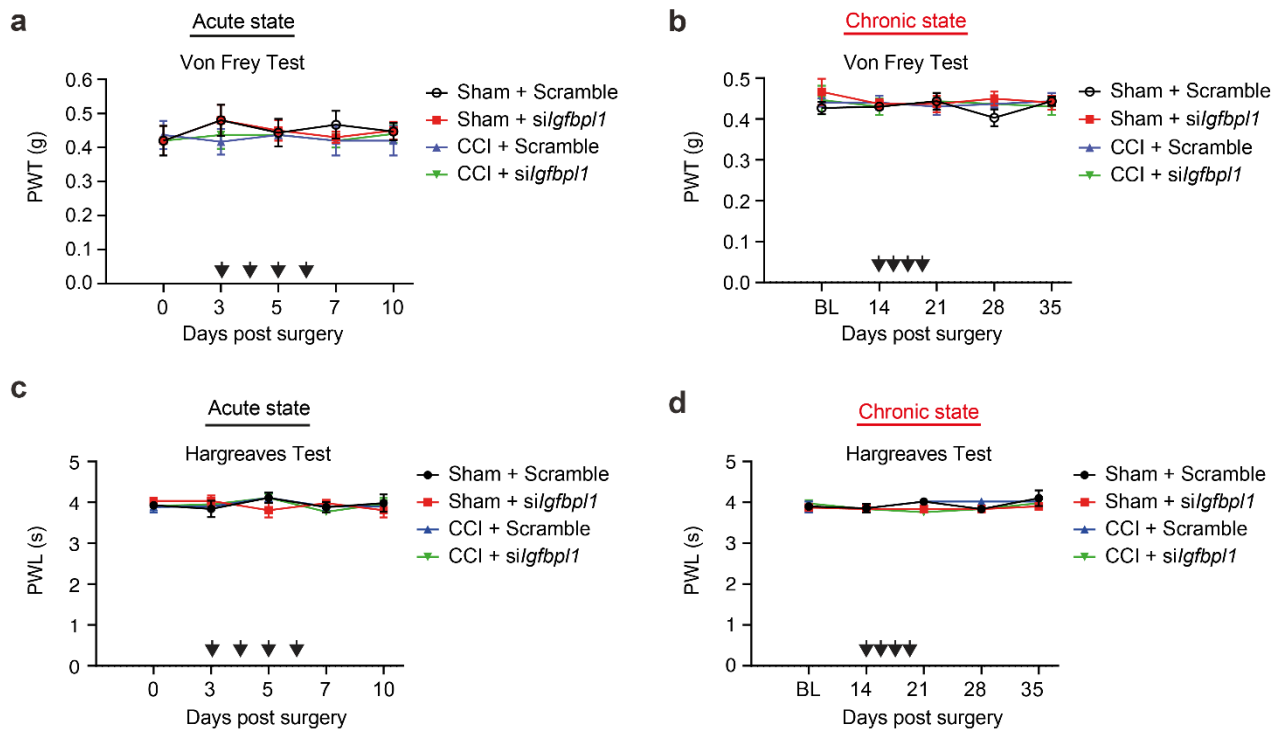 a
Acute state
Von Frey Test
0.6
0.5
0.4
0.3
0.2
0.1
0.0
PWT (g)
0 3 5 7 10
Days post surgery
Sham + Scramble
Sham + siIgfbpl1
CCI + Scramble
CCI + siIgfbpl1
b
Chronic state
Von Frey Test
0.5
0.4
0.3
0.2
0.1
0.0
PWT (g)
BL 14 21 28 35
Days post surgery
Sham + Scramble
Sham + siIgfbpl1
CCI + Scramble
CCI + siIgfbpl1
c
Acute state
Hargreaves Test
5
4
3
2
1
0
PWL (s)
0 3 5 7 10
Days post surgery
Sham + Scramble
Sham + siIgfbpl1
CCI + Scramble
CCI + siIgfbpl1
d
Chronic state
Hargreaves Test
5
4
3
2
1
0
PWL (s)
BL 14 21 28 35
Days post surgery
Sham + Scramble
Sham + siIgfbpl1
CCI + Scramble
CCI + siIgfbpl1